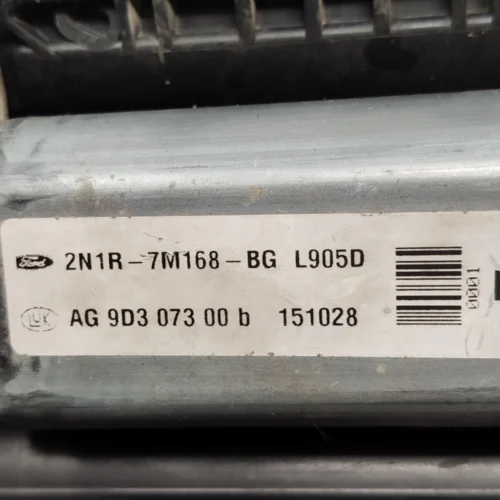 Ford 2N1R-7M168-BG L905D
LUK AG 9D3 073 00 b 151028
0001